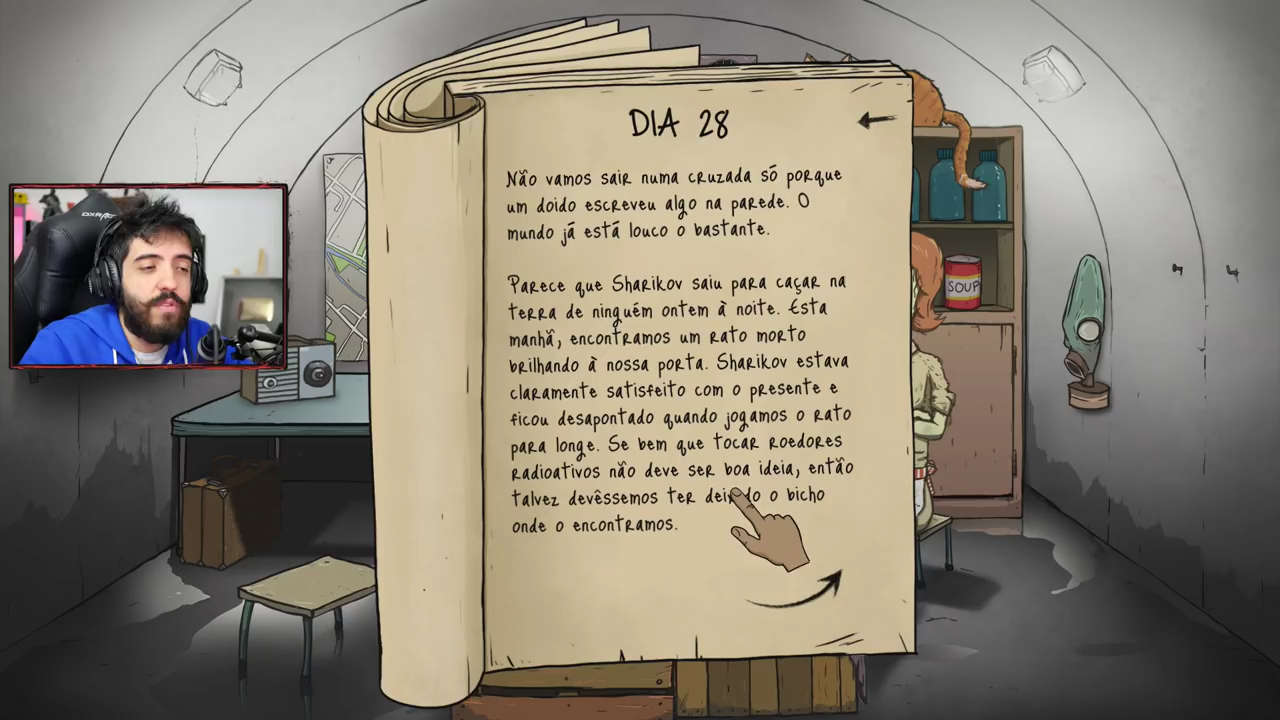 DIA 28
Não vamos sair numa cruzada só porque
um doido escreveu algo na parede. O
mundo já está louco o bastante.
Parece que Sharikov saiu para caçar na
terra de ninguém ontem à noite. Esta
manhã, encontramos um rato morto
brilhando à nossa porta. Sharikov estava
claramente satisfeito com o presente e
ficou desapontado quando jogamos o rato
para longe. Se bem que tocar roedores
radioativos não deve ser boa ideia, então
talvez devêssemos ter o bicho
onde o encontramos.
SOUP